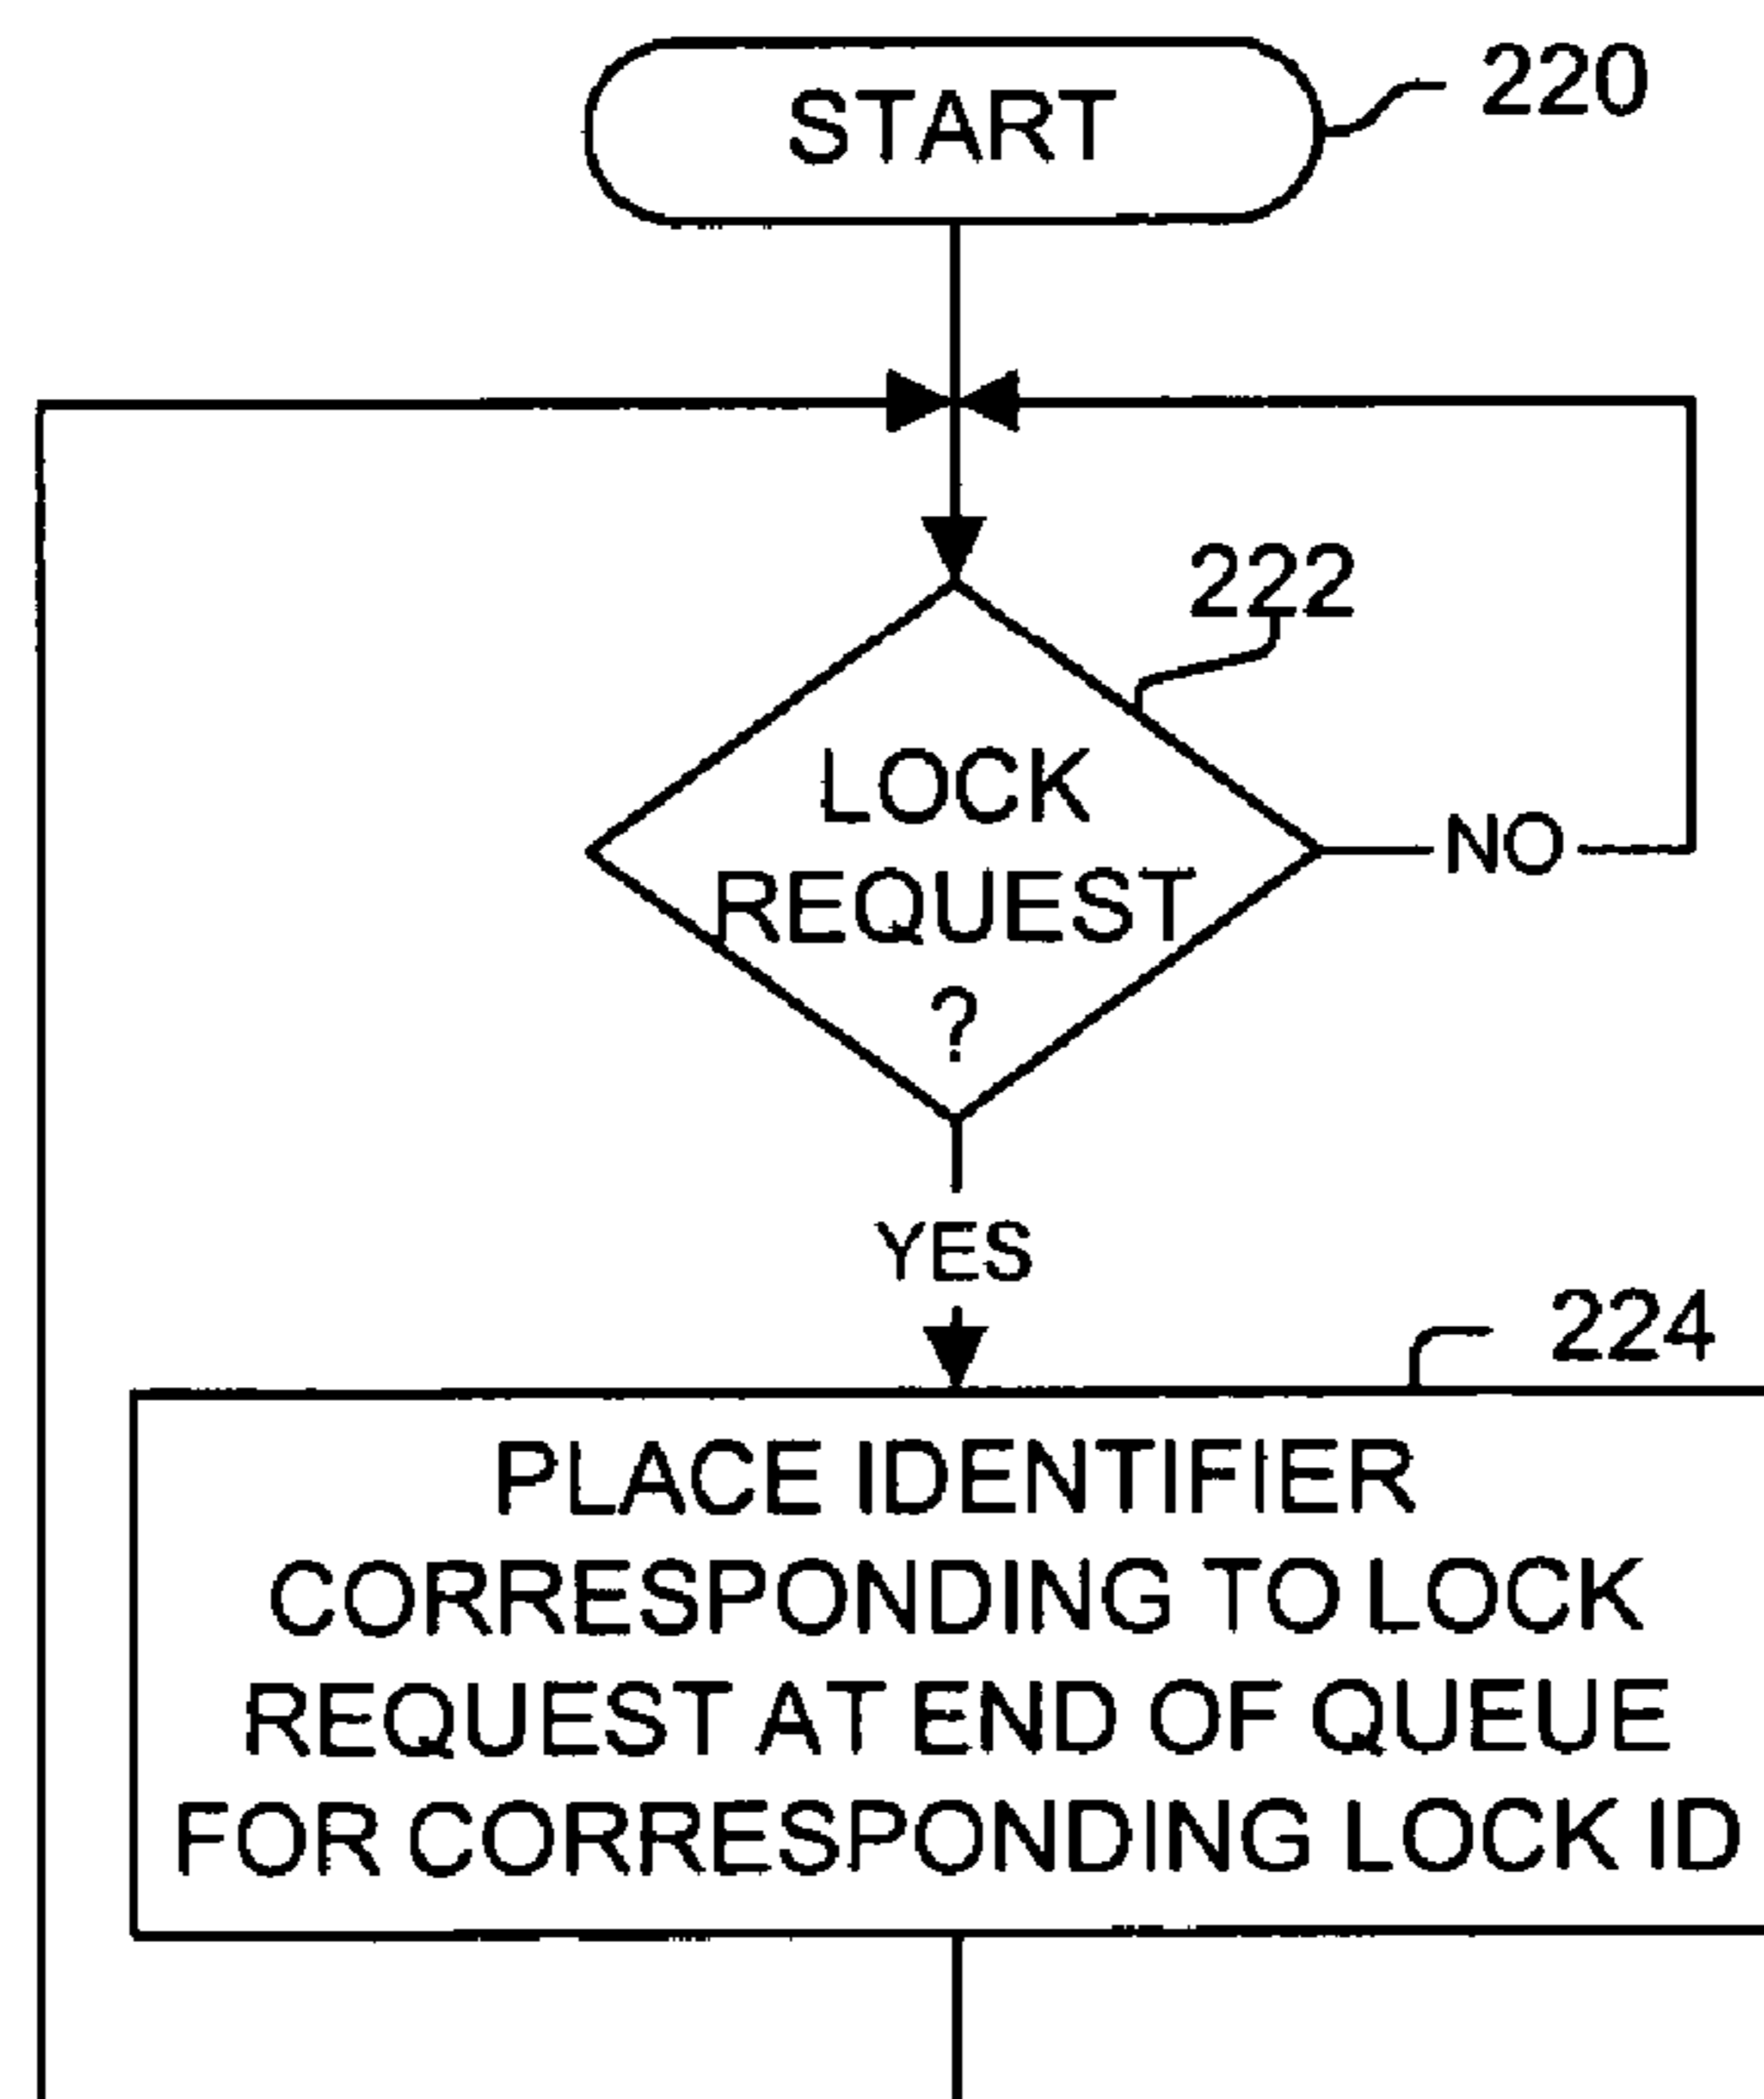 START
220
222
LOCK
REQUEST
?
NO
YES
224
PLACE IDENTIFIER
CORRESPONDING TO LOCK
REQUEST AT END OF QUEUE
FOR CORRESPONDING LOCK ID